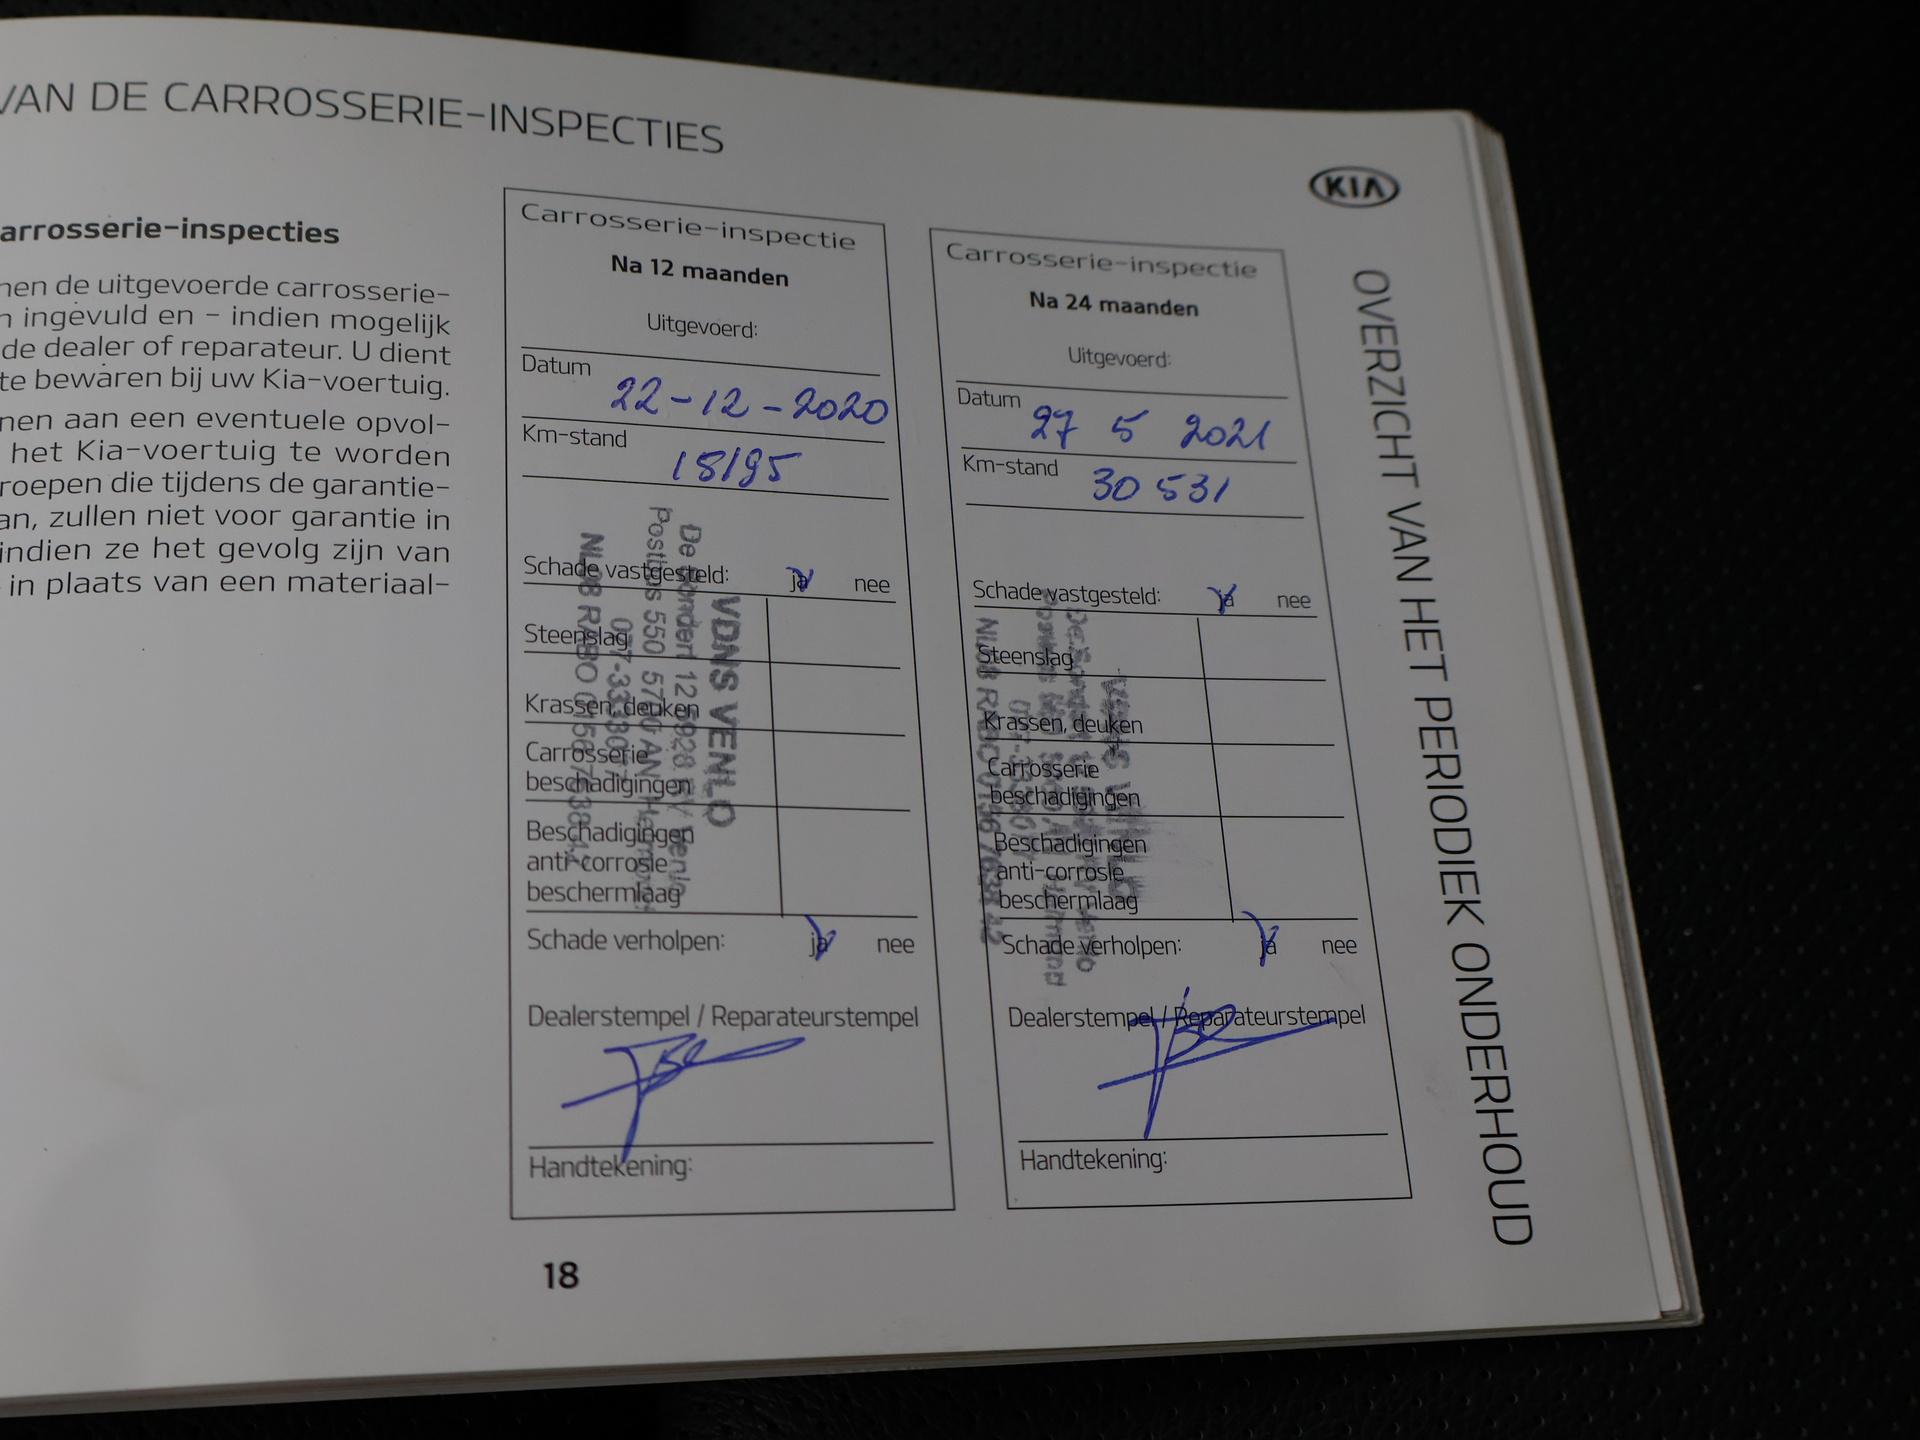 VAN DE CARROSSERIE-INSPECTIES
KIA
arrosserie-inspecties
nen de uitgevoerde carrosserie-
n ingevuld en - indien mogelijk
de dealer of reparateur. U dient
te bewaren bij uw Kia-voertuig.
nen aan een eventuele opvol-
het Kia-voertuig te worden
roepen die tijdens de garantie-
an, zullen niet voor garantie in
indien ze het gevolg zijn van
in plaats van een materiaal-
Carrosserie-inspectie
Na 12 maanden
Uitgevoerd:
Datum 22-12-2020
Km-stand 18195
Schade vastgesteld: ja nee
Steenslag
Krassen, deuken
Carrosserie
beschadigingen
Beschadigingen
anti-corrosie
beschermlaag
Schade verholpen: ja nee
Dealerstempel / Reparateurstempel
Handtekening:
VDNS VENLO
Postbus 550 5700 AN Helmond
Carrosserie-inspectie
Na 24 maanden
Uitgevoerd:
Datum 27 5 2021
Km-stand 30 531
Schade vastgesteld: ja nee
Steenslag
Krassen, deuken
Carrosserie
beschadigingen
Beschadigingen
anti-corrosie
beschermlaag
Schade verholpen: ja nee
Dealerstempel / Reparateurstempel
Handtekening:
OVERZICHT VAN HET PERIODIEK ONDERHOUD
18